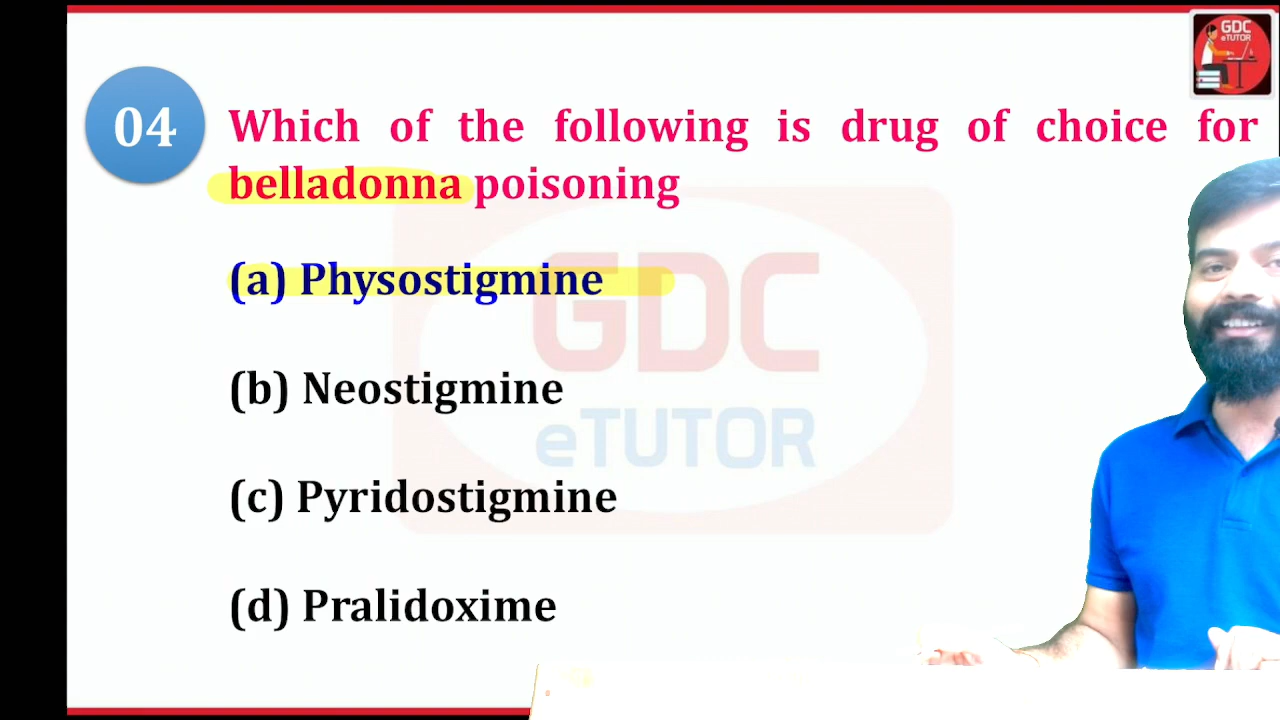 GDC
eTUTOR
04
Which of the following is drug of choice for
belladonna poisoning
(a) Physostigmine
(b) Neostigmine
(c) Pyridostigmine
(d) Pralidoxime
GDC
eTUTOR